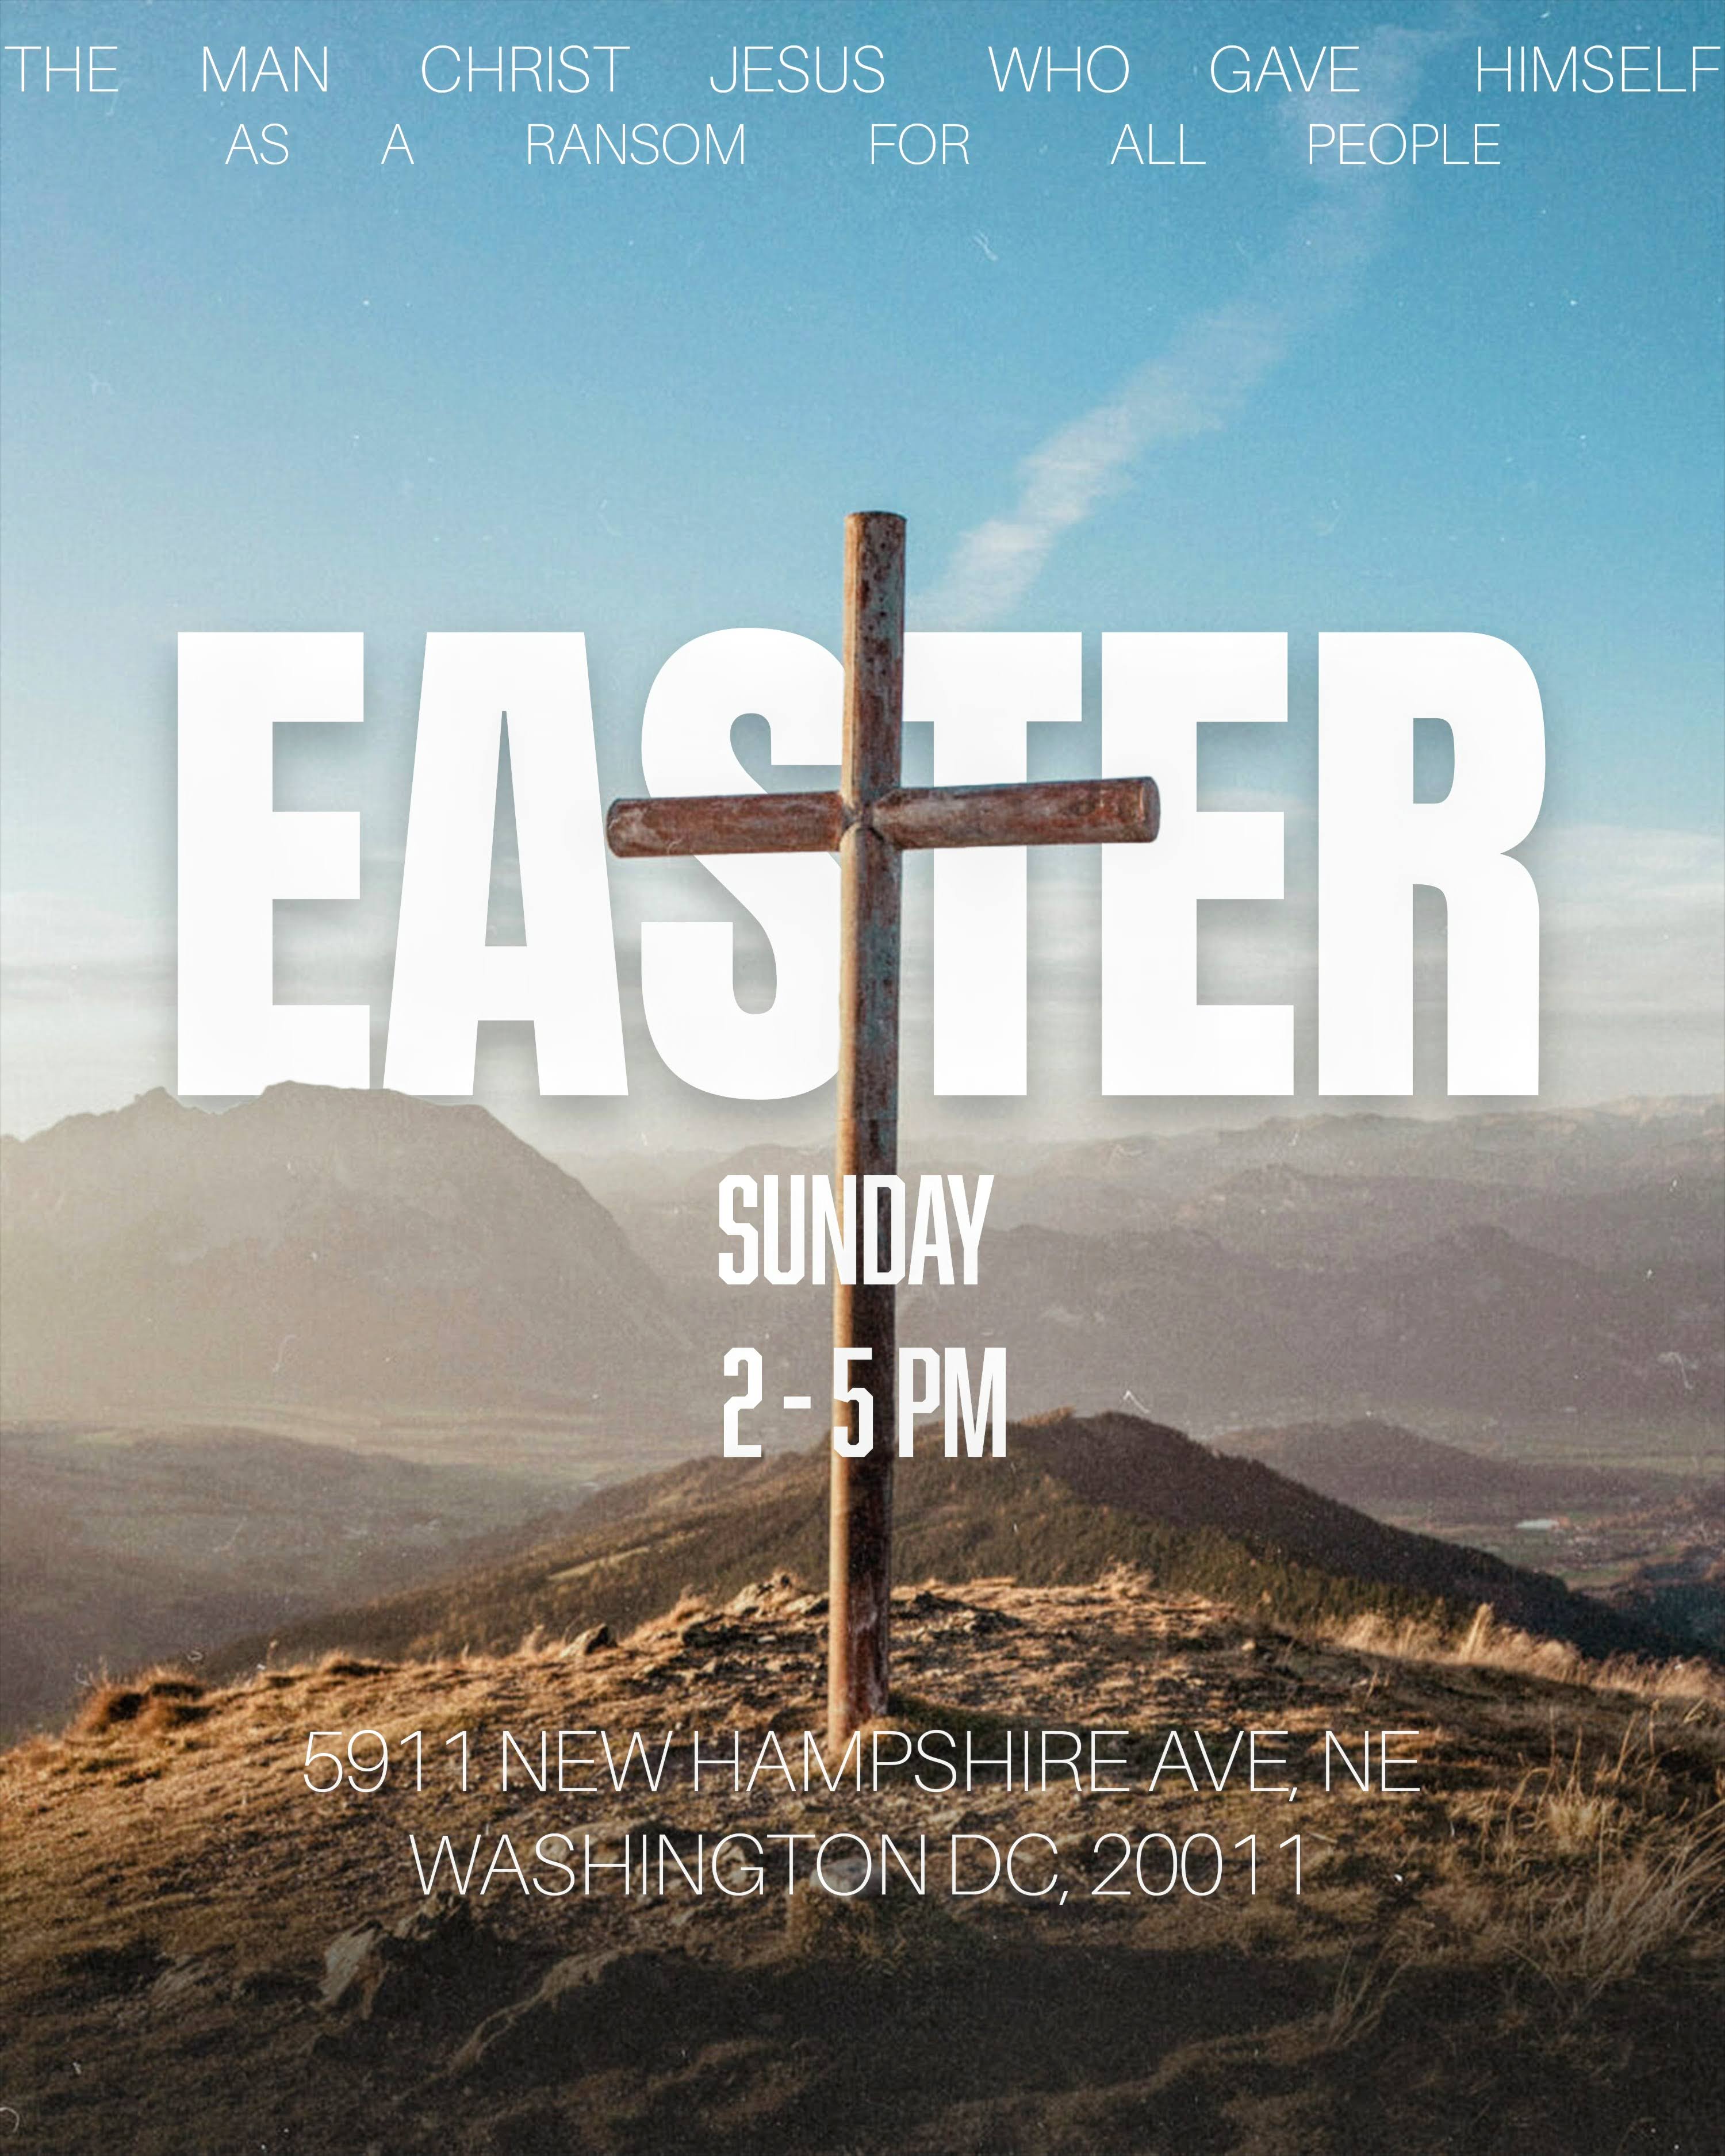 THE MAN CHRIST JESUS WHO GAVE HIMSELF
AS A RANSOM FOR ALL PEOPLE
EASTER
SUNDAY
2 - 5 PM
5911 NEW HAMPSHIRE AVE, NE
WASHINGTON DC, 20011